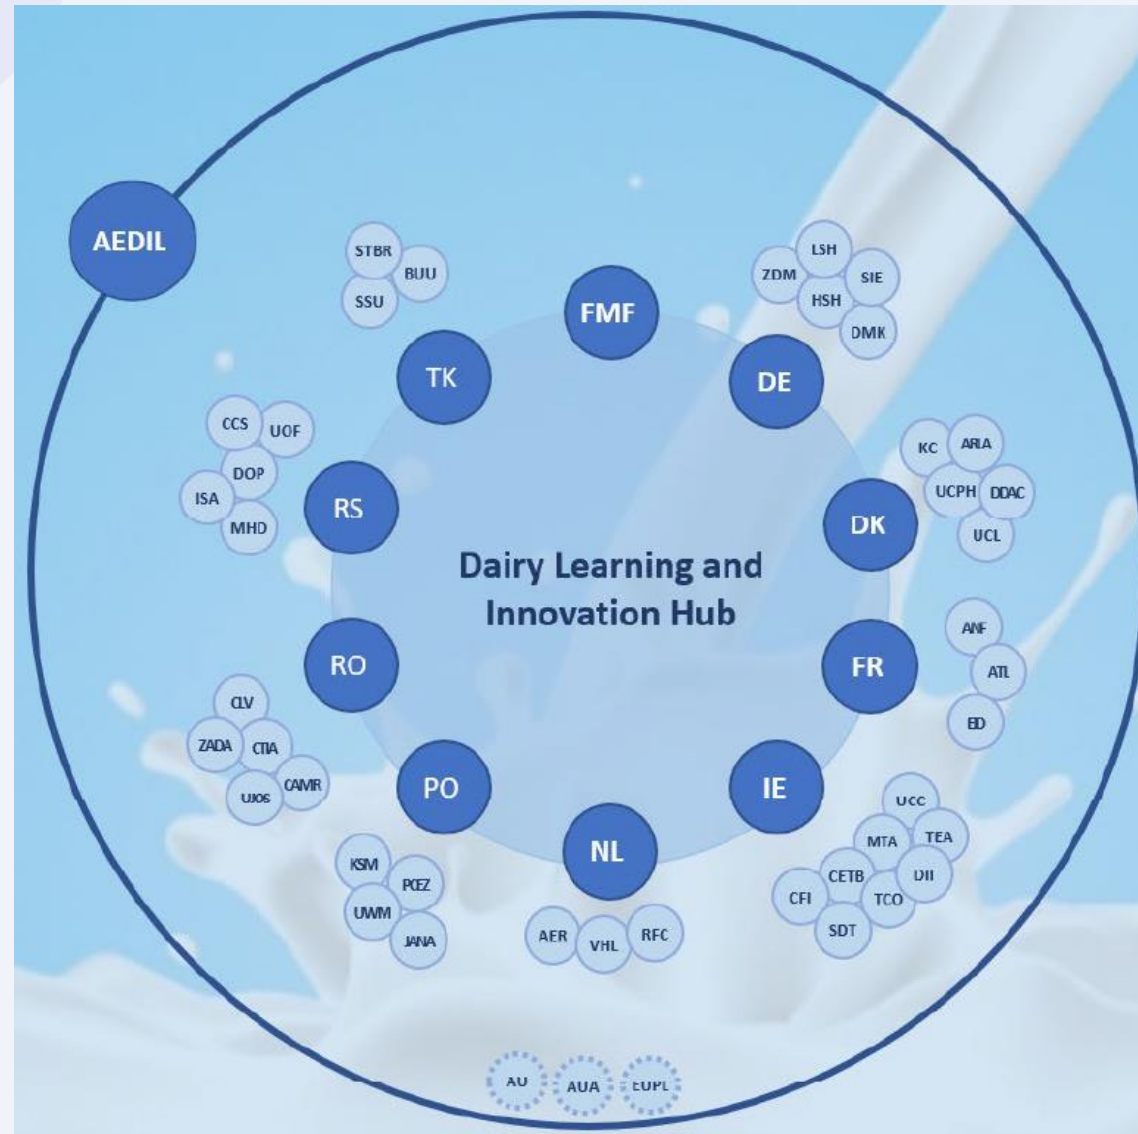 AEDIL
STBR
BUU
SSU
TK
FMF
LSH
ZDM
SIE
HSH
DMK
DE
CCS
UOF
DOP
ISA
MHD
RS
KC
ARLA
UCPH
DDAC
UCL
DK
Dairy Learning and
Innovation Hub
ANF
ATL
FR
RO
CLV
ZADA
CTIA
CAMR
UJOS
PO
IE
UCC
MTA
TEA
CETB
DII
CFI
TCO
SDT
NL
KSM
PCEZ
UWM
JANA
AER
VHL
RFC
AU
AUA
EUPL